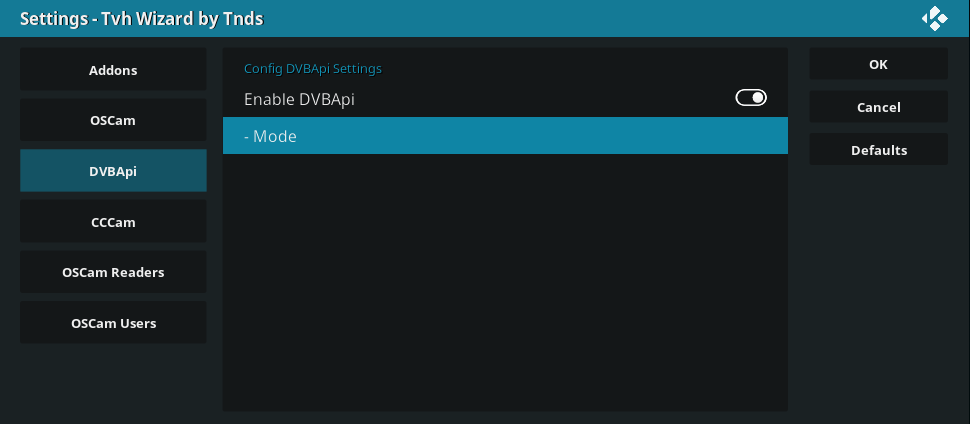 Settings - Tvh Wizard by Tnds
Addons
OSCam
DVBApi
CCCam
OSCam Readers
OSCam Users
Config DVBApi Settings
Enable DVBApi
- Mode
OK
Cancel
Defaults